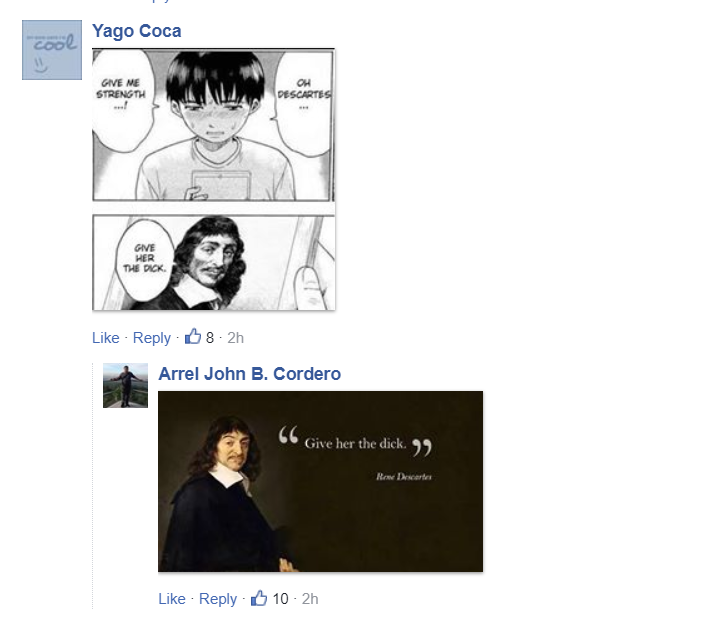 Yago Coca
cool
GIVE ME
STRENGTH
...!
OH
DESCARTES
...
GIVE
HER
THE DICK.
Like · Reply · 8 · 2h
Arrel John B. Cordero
“ Give her the dick. ”
Rene Descartes
Like · Reply · 10 · 2h